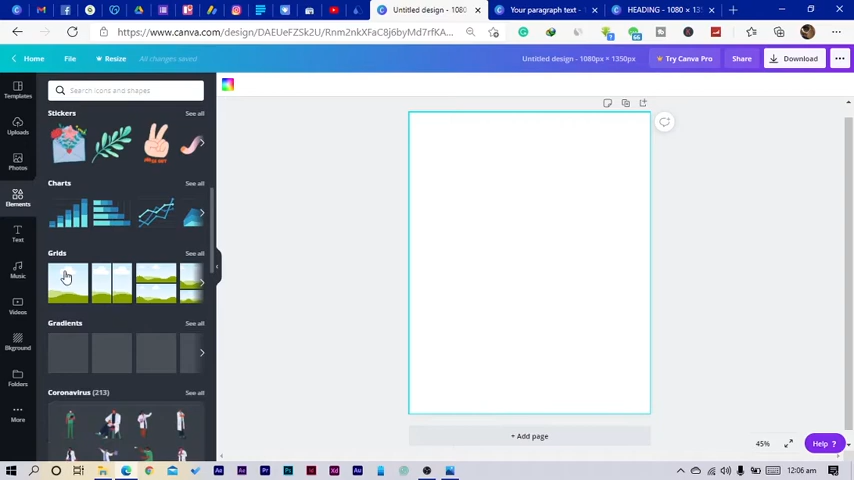 Untitled design - 1080
Your paragraph text -
HEADING - 1080 × 135
https://www.canva.com/design/DAEUeFZSk2U/Rnm2nkXFaC8j6byMd7rfKA...
Home
File
Resize
All changes saved
Untitled design - 1080px × 1350px
Try Canva Pro
Share
Download
Templates
Uploads
Photos
Elements
Text
Music
Videos
Bkground
Folders
More
Search icons and shapes
Stickers
See all
Charts
See all
Grids
See all
Gradients
See all
Coronavirus (213)
See all
+ Add page
45%
Help ?
12:06 am